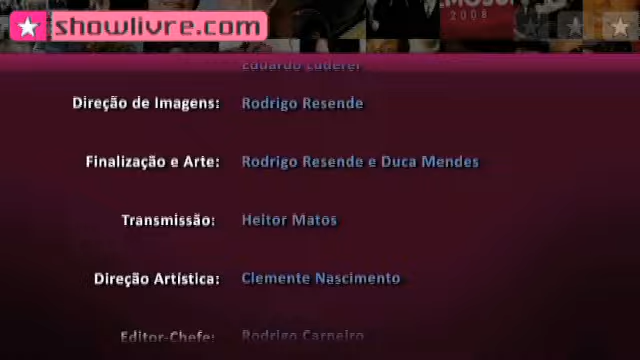 showlivre.com
2008
Eduardo Luderer
Direção de Imagens: Rodrigo Resende
Finalização e Arte: Rodrigo Resende e Duca Mendes
Transmissão: Heitor Matos
Direção Artística: Clemente Nascimento
Editor-Chefe: Rodrigo Carneiro